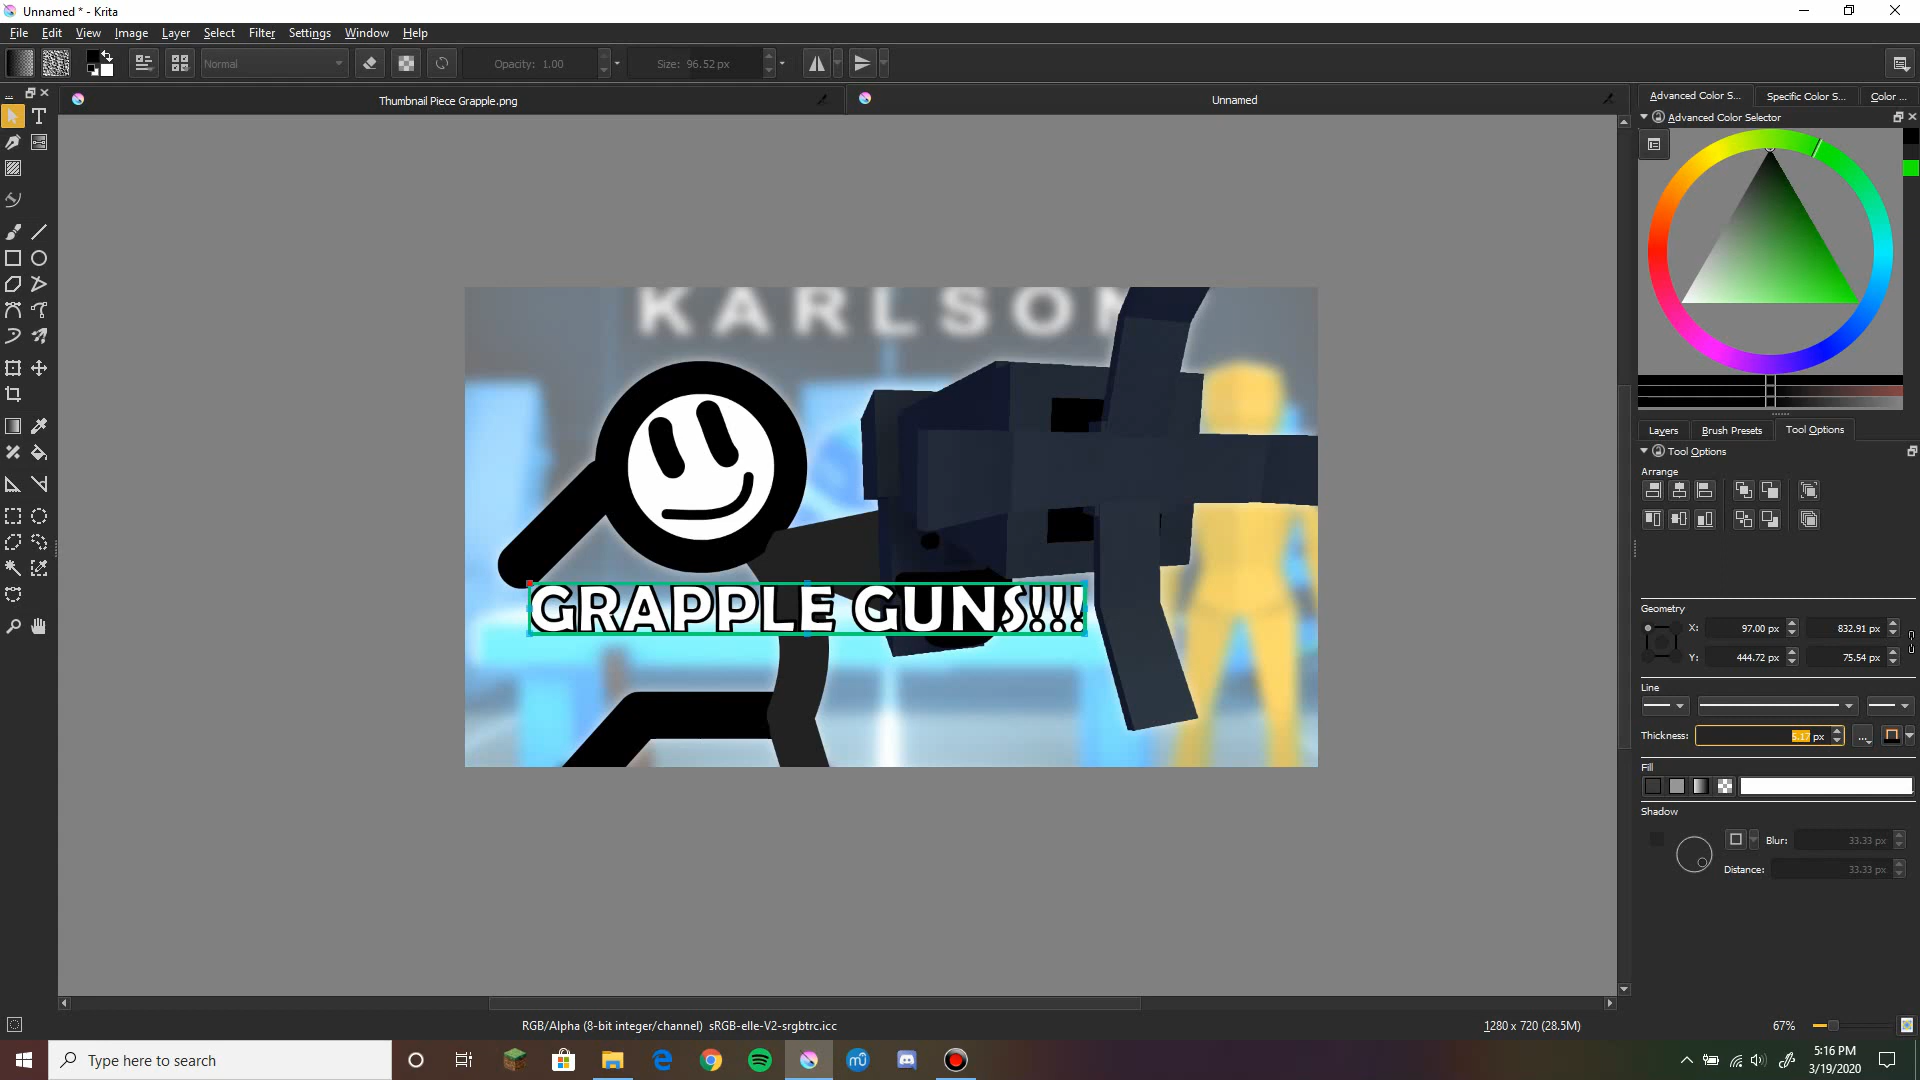 Unnamed * - Krita
File Edit View Image Layer Select Filter Settings Window Help
Normal
Opacity: 1.00
Size: 96.52 px
Thumbnail Piece Grapple.png
Unnamed
Advanced Color S...
Specific Color S...
Color ...
Advanced Color Selector
KARLSON
GRAPPLE GUNS!!!
Layers
Brush Presets
Tool Options
Tool Options
Arrange
Geometry
X: 97.00 px 832.91 px
Y: 444.72 px 75.54 px
Line
Thickness: 5.17 px ...
Fill
Shadow
Blur: 33.33 px
Distance: 33.33 px
RGB/Alpha (8-bit integer/channel) sRGB-elle-V2-srgbtrc.icc
1280 x 720 (28.5M)
67%
Type here to search
mü
5:16 PM
3/19/2020